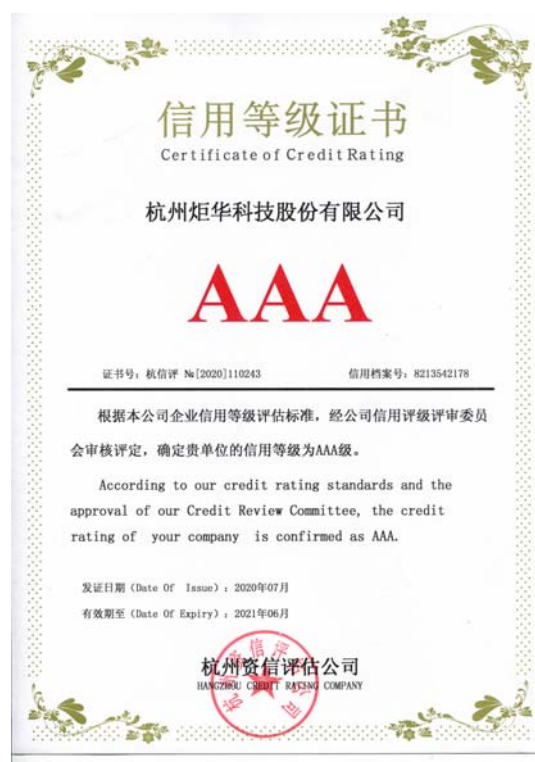 信用等级证书
Certificate of Credit Rating
杭州炬华科技股份有限公司
AAA
证书号：杭信评 №[2020]110243 信用档案号：8213542178
根据本公司企业信用等级评估标准，经公司信用评级评审委员
会审核评定，确定贵单位的信用等级为AAA级。
According to our credit rating standards and the
approval of our Credit Review Committee, the credit
rating of your company is confirmed as AAA.
发证日期（Date Of Issue）：2020年07月
有效期至（Date Of Expiry）：2021年06月
杭州资信评估公司
HANGZHOU CREDIT RATING COMPANY